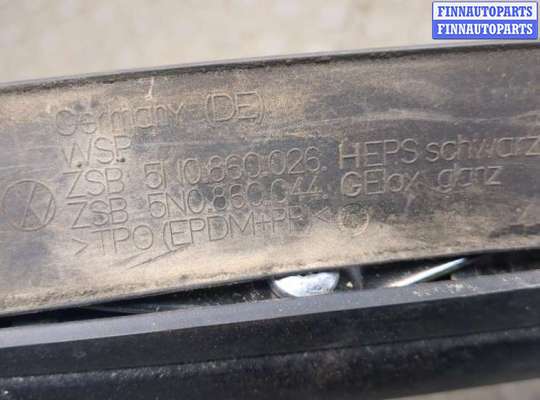 FINNAUTOPARTS
FINNAUTOPARTS
Germany (DE)
WSP
ZSB 5N0.860.026. HEPS schwarz
ZSB 5N0.860.044. GElox. ganz
>TPO (EPDM+PP)<